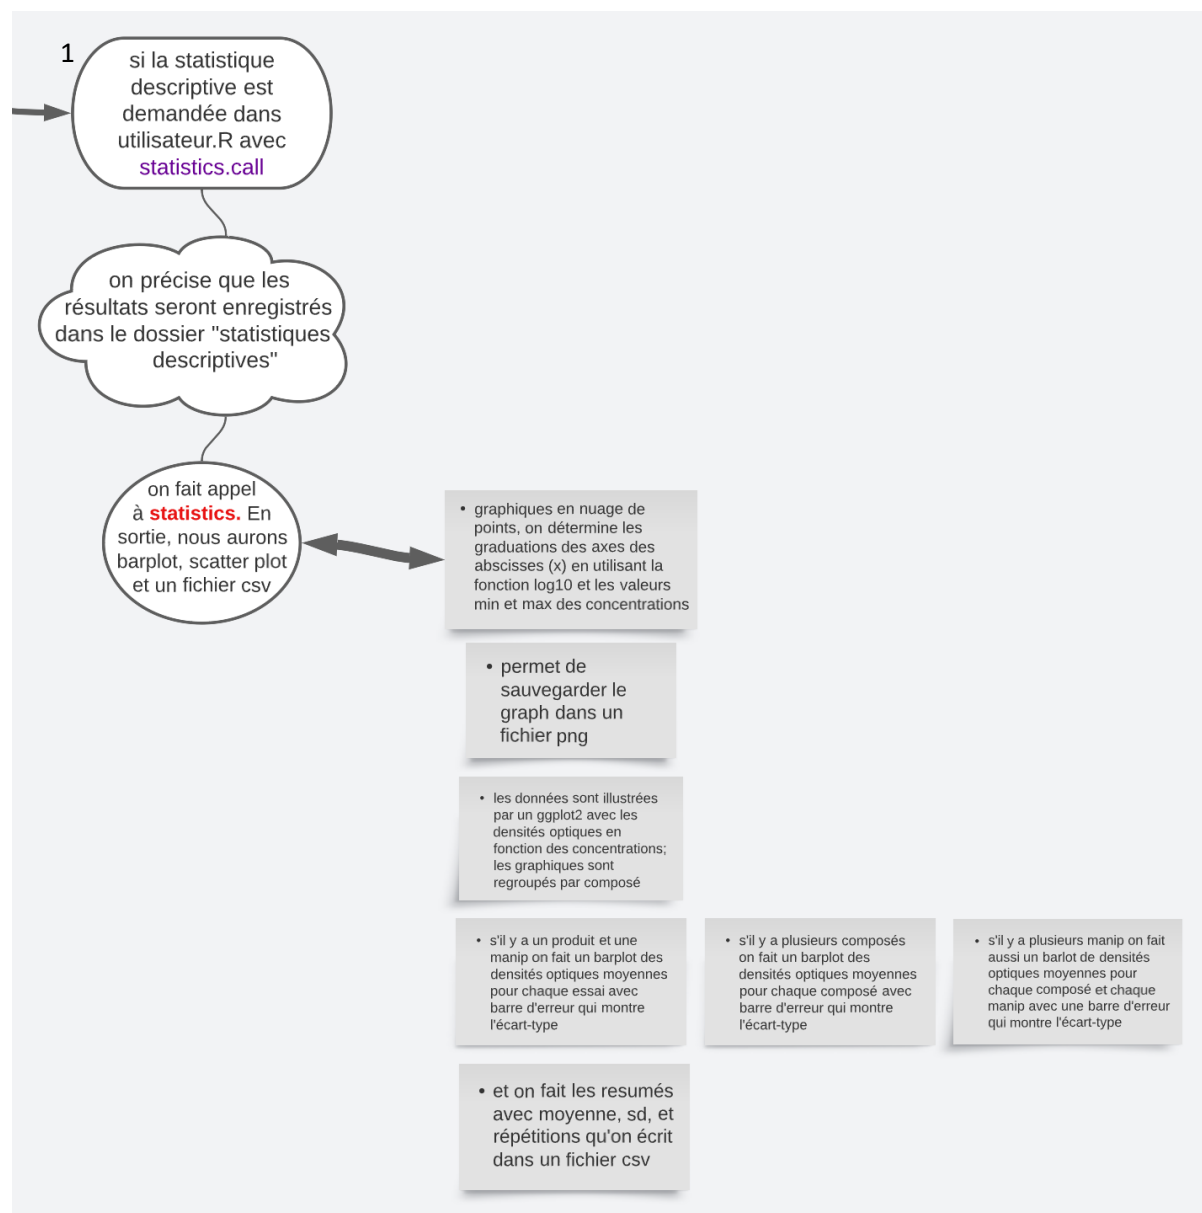 1
si la statistique
descriptive est
demandée dans
utilisateur.R avec
statistics.call
on précise que les
résultats seront enregistrés
dans le dossier "statistiques
descriptives"
on fait appel
à statistics. En
sortie, nous aurons
barplot, scatter plot
et un fichier csv
• graphiques en nuage de
points, on détermine les
graduations des axes des
abscisses (x) en utilisant la
fonction log10 et les valeurs
min et max des concentrations
• permet de
sauvegarder le
graph dans un
fichier png
• les données sont illustrées
par un ggplot2 avec les
densités optiques en
fonction des concentrations;
les graphiques sont
regroupés par composé
• s'il y a un produit et une
manip on fait un barplot des
densités optiques moyennes
pour chaque essai avec
barre d'erreur qui montre
l'écart-type
• s'il y a plusieurs composés
on fait un barplot des
densités optiques moyennes
pour chaque composé avec
barre d'erreur qui montre
l'écart-type
• s'il y a plusieurs manip on fait
aussi un barlot de densités
optiques moyennes pour
chaque composé et chaque
manip avec une barre d'erreur
qui montre l'écart-type
• et on fait les resumés
avec moyenne, sd, et
répétitions qu'on écrit
dans un fichier csv